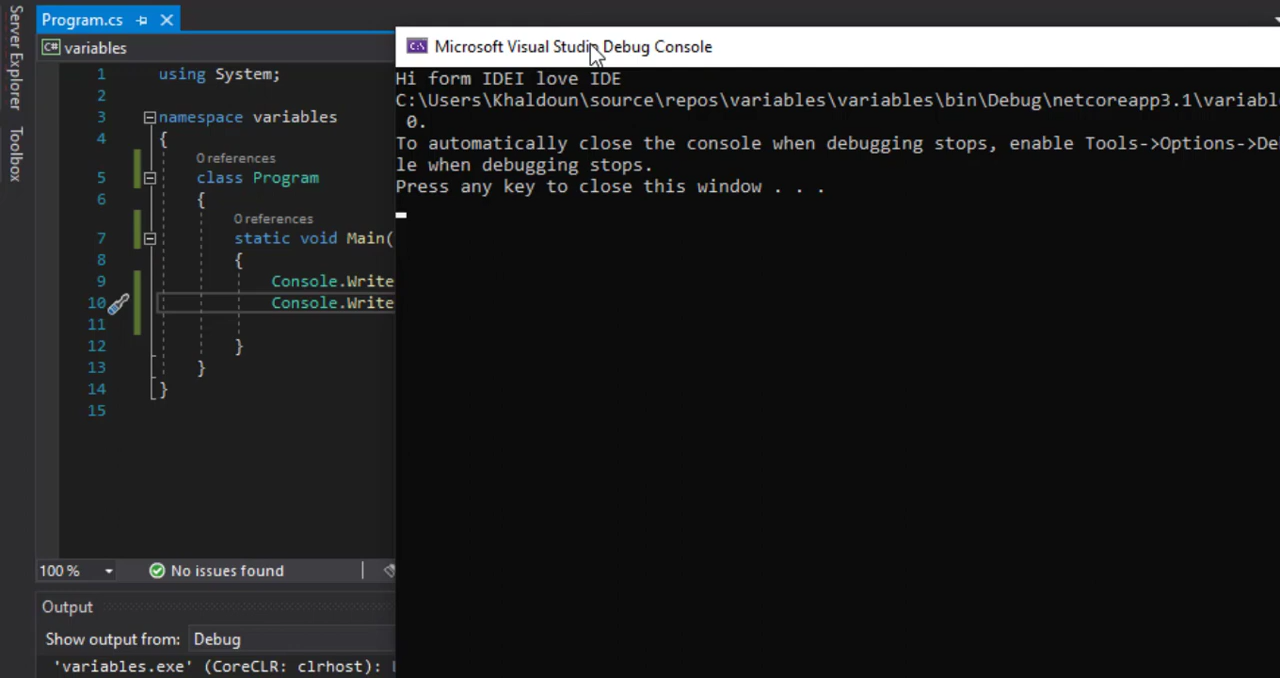 Server Explorer
Toolbox
Program.cs
C# variables
1 using System;
2
3 namespace variables
4 {
0 references
5 class Program
6 {
0 references
7 static void Main(
8 {
9 Console.Write
10 Console.Write
11
12 }
13 }
14 }
15
100 %
No issues found
Output
Show output from: Debug
'variables.exe' (CoreCLR: clrhost):
C:\ Microsoft Visual Studio Debug Console
Hi form IDEI love IDE
C:\Users\Khaldoun\source\repos\variables\variables\bin\Debug\netcoreapp3.1\variabl
0.
To automatically close the console when debugging stops, enable Tools->Options->De
le when debugging stops.
Press any key to close this window . . .